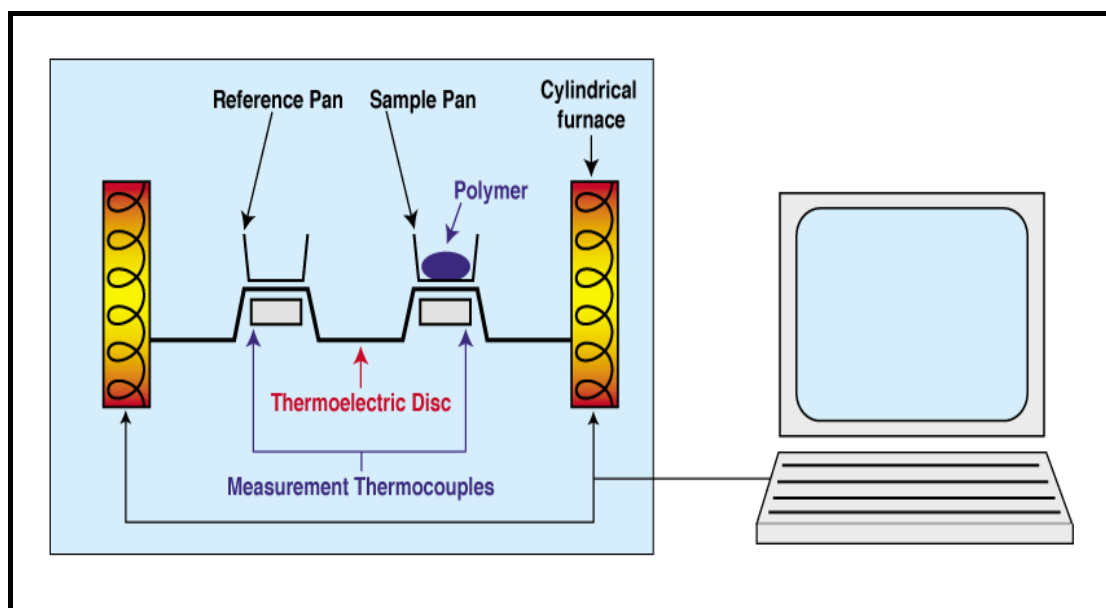 Reference Pan
Sample Pan
Cylindrical
furnace
Polymer
Thermoelectric Disc
Measurement Thermocouples